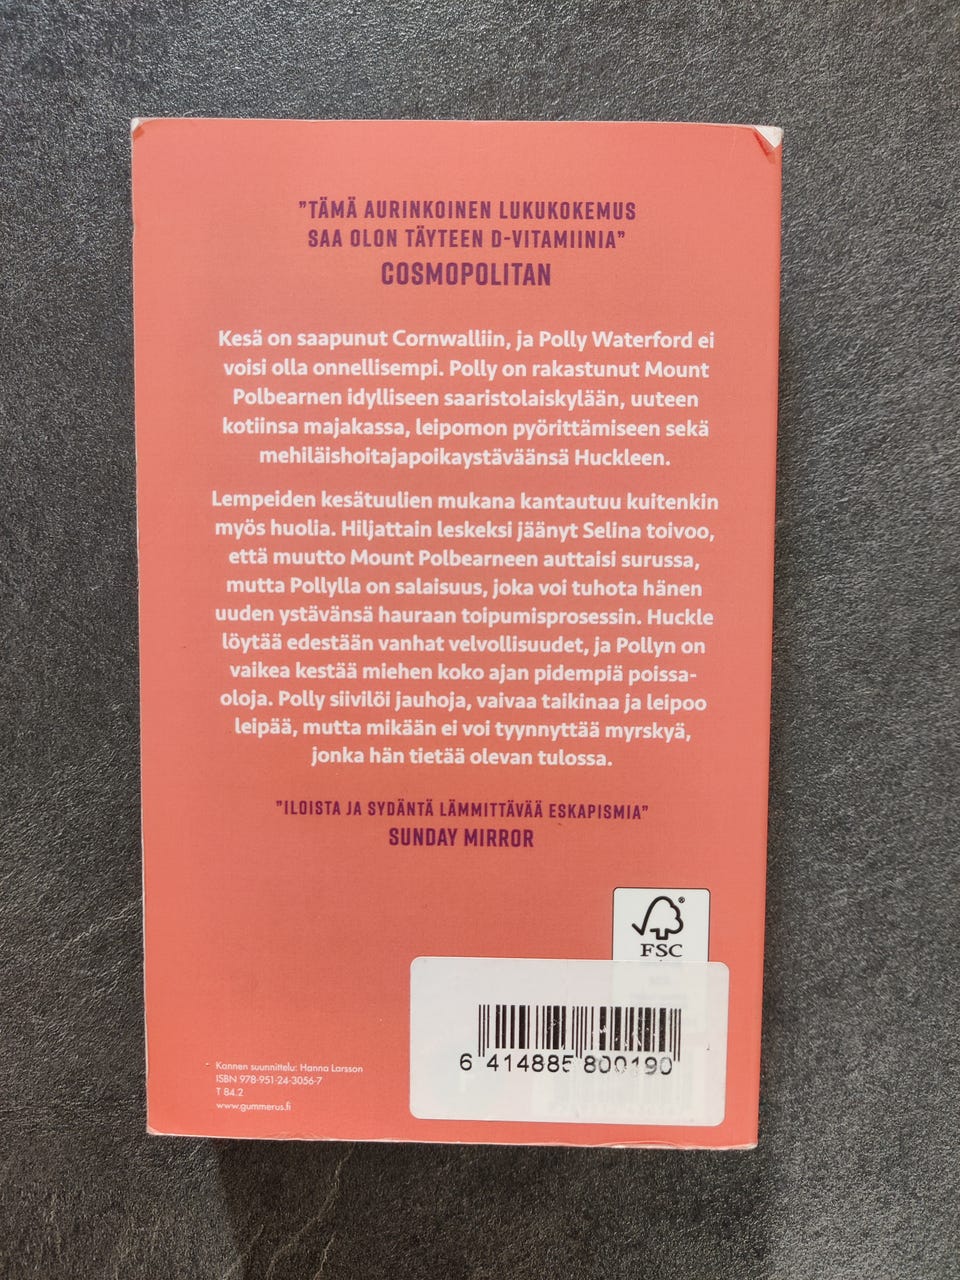 "TÄMÄ AURINKOINEN LUKUKOKEMUS
SAA OLON TÄYTEEN D-VITAMIINIA"
COSMOPOLITAN
Kesä on saapunut Cornwalliin, ja Polly Waterford ei
voisi olla onnellisempi. Polly on rakastunut Mount
Polbearnen idylliseen saaristolaiskylään, uuteen
kotiinsa majakassa, leipomon pyörittämiseen sekä
mehiläishoitajapoikaystäväänsä Huckleen.
Lempeiden kesätuulien mukana kantautuu kuitenkin
myös huolia. Hiljattain leskeksi jäänyt Selina toivoo,
että muutto Mount Polbearneen auttaisi surussa,
mutta Pollylla on salaisuus, joka voi tuhota hänen
uuden ystävänsä hauraan toipumisprosessin. Huckle
löytää edestään vanhat velvollisuudet, ja Pollyn on
vaikea kestää miehen koko ajan pidempiä poissa-
oloja. Polly siivilöi jauhoja, vaivaa taikinaa ja leipoo
leipää, mutta mikään ei voi tyynnyttää myrskyä,
jonka hän tietää olevan tulossa.
"ILOISTA JA SYDÄNTÄ LÄMMITTÄVÄÄ ESKAPISMIA"
SUNDAY MIRROR
®
FSC
6 414885 800190
Kannen suunnittelu: Hanna Larsson
ISBN 978-951-24-3056-7
T 84.2
www.gummerus.fi